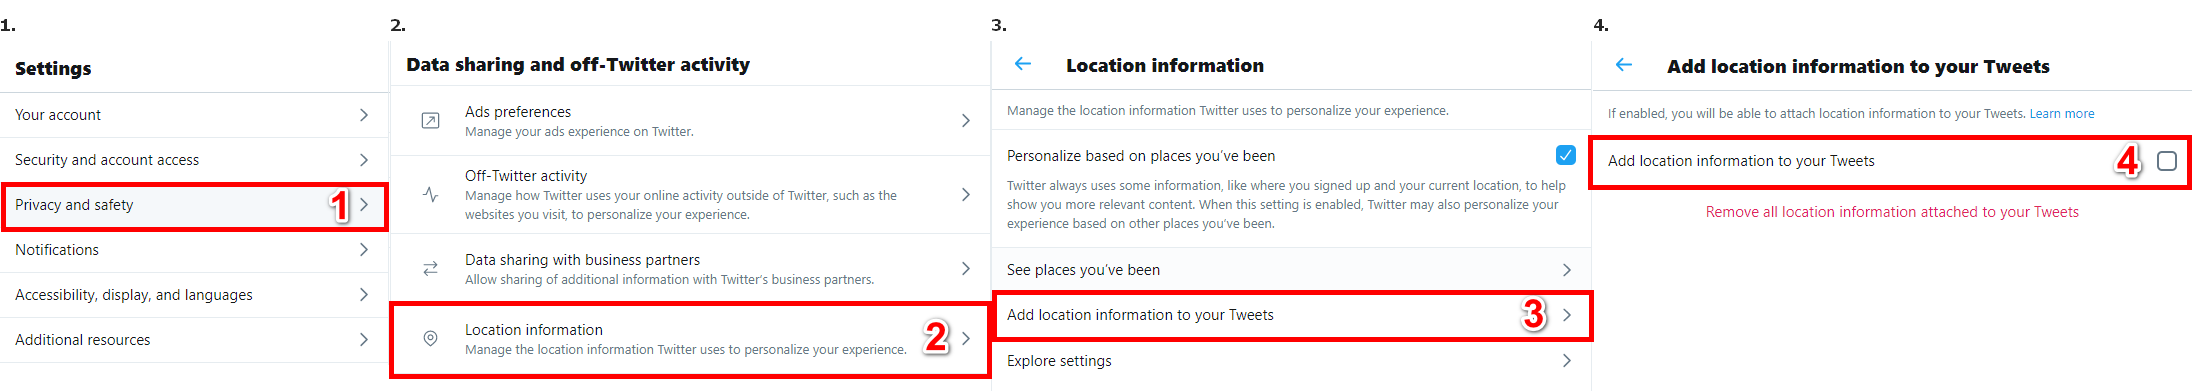 1.
Settings
Your account
Security and account access
Privacy and safety 1
Notifications
Accessibility, display, and languages
Additional resources
2.
Data sharing and off-Twitter activity
Ads preferences
Manage your ads experience on Twitter.
Off-Twitter activity
Manage how Twitter uses your online activity outside of Twitter, such as the
websites you visit, to personalize your experience.
Data sharing with business partners
Allow sharing of additional information with Twitter's business partners.
Location information
Manage the location information Twitter uses to personalize your experience. 2
3.
Location information
Manage the location information Twitter uses to personalize your experience.
Personalize based on places you've been
Twitter always uses some information, like where you signed up and your current location, to help
show you more relevant content. When this setting is enabled, Twitter may also personalize your
experience based on other places you've been.
See places you've been
Add location information to your Tweets 3
Explore settings
4.
Add location information to your Tweets
If enabled, you will be able to attach location information to your Tweets. Learn more
Add location information to your Tweets 4
Remove all location information attached to your Tweets